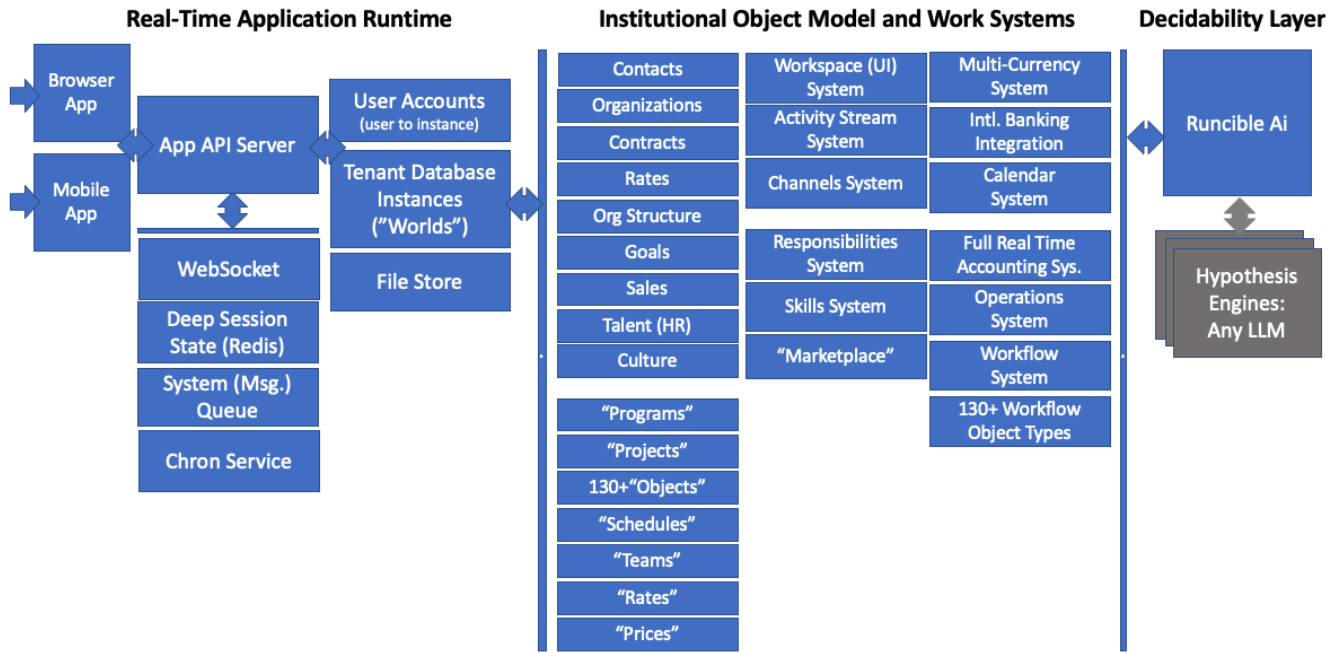 Real-Time Application Runtime
Browser
App
Mobile
App
App API Server
WebSocket
Deep Session
State (Redis)
System (Msg.)
Queue
Chron Service
User Accounts
(user to instance)
Tenant Database
Instances
(”Worlds”)
File Store
Institutional Object Model and Work Systems
Contacts
Organizations
Contracts
Rates
Org Structure
Goals
Sales
Talent (HR)
Culture
“Programs”
“Projects”
130+“Objects”
“Schedules”
“Teams”
“Rates”
“Prices”
Workspace (UI)
System
Activity Stream
System
Channels System
Responsibilities
System
Skills System
“Marketplace”
Multi-Currency
System
Intl. Banking
Integration
Calendar
System
Full Real Time
Accounting Sys.
Operations
System
Workflow
System
130+ Workflow
Object Types
Decidability Layer
Runcible Ai
Hypothesis
Engines:
Any LLM